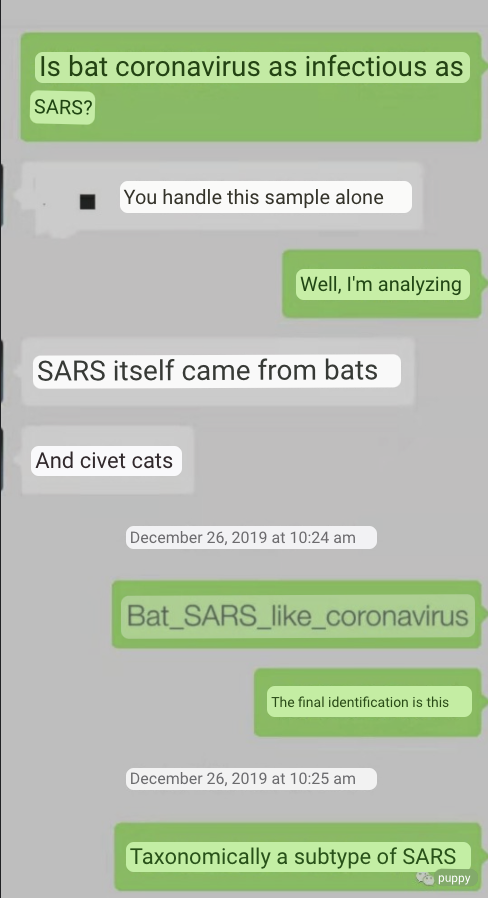 Is bat coronavirus as infectious as
SARS?
You handle this sample alone
Well, I'm analyzing
SARS itself came from bats
And civet cats
December 26, 2019 at 10:24 am
Bat_SARS_like_coronavirus
The final identification is this
December 26, 2019 at 10:25 am
Taxonomically a subtype of SARS
puppy